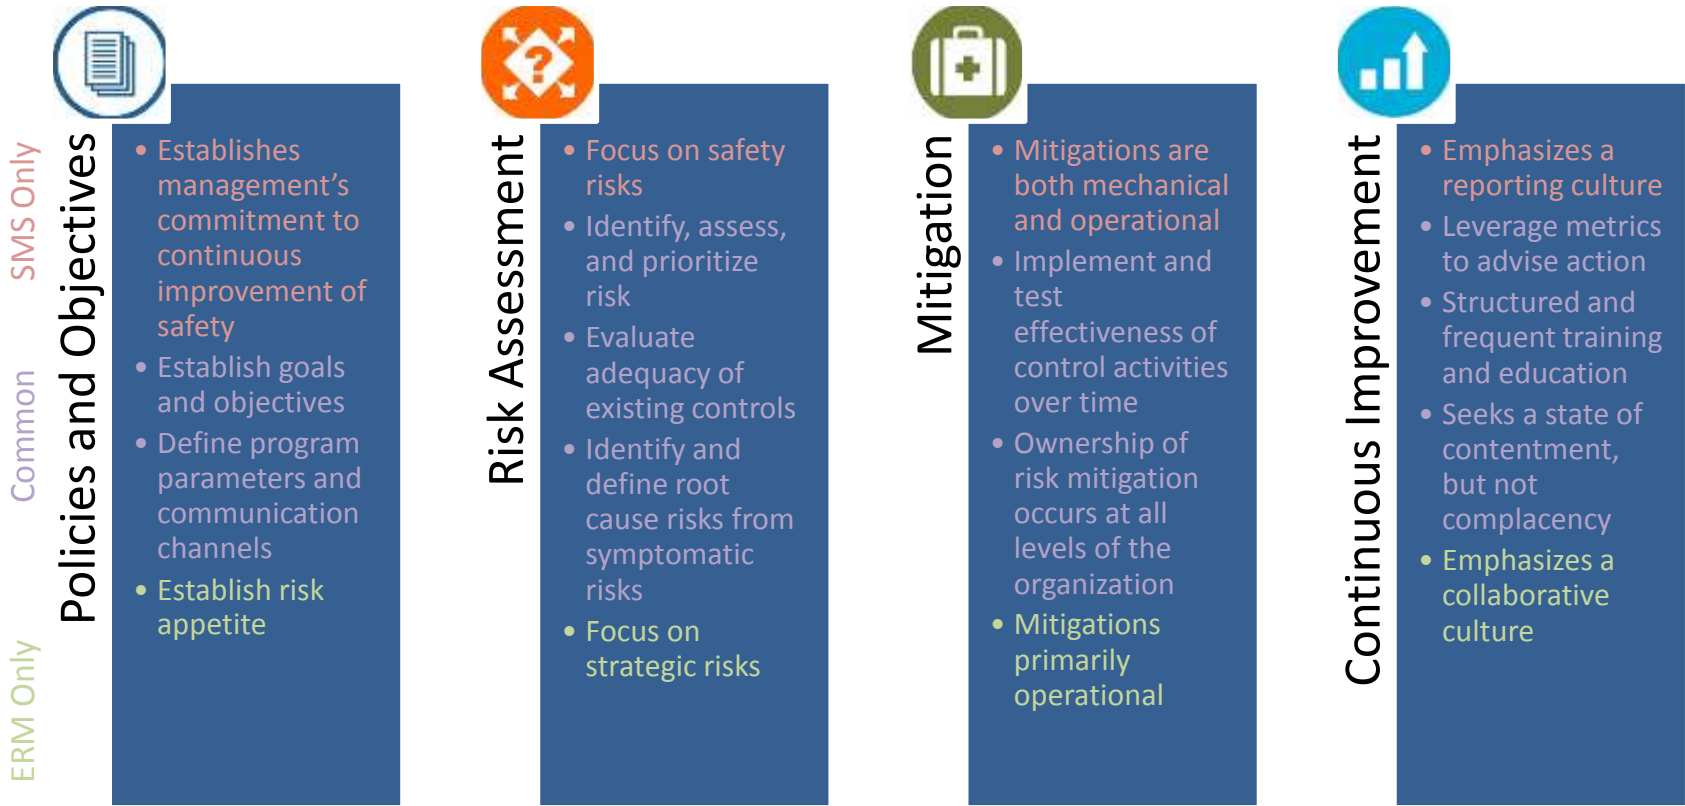 SMS Only
Common
ERM Only
Policies and Objectives
• Establishes
management’s
commitment to
continuous
improvement of
safety
• Establish goals
and objectives
• Define program
parameters and
communication
channels
• Establish risk
appetite
?
Risk Assessment
• Focus on safety
risks
• Identify, assess,
and prioritize
risk
• Evaluate
adequacy of
existing controls
• Identify and
define root
cause risks from
symptomatic
risks
• Focus on
strategic risks
Mitigation
• Mitigations are
both mechanical
and operational
• Implement and
test
effectiveness of
control activities
over time
• Ownership of
risk mitigation
occurs at all
levels of the
organization
• Mitigations
primarily
operational
Continuous Improvement
• Emphasizes a
reporting culture
• Leverage metrics
to advise action
• Structured and
frequent training
and education
• Seeks a state of
contentment,
but not
complacency
• Emphasizes a
collaborative
culture